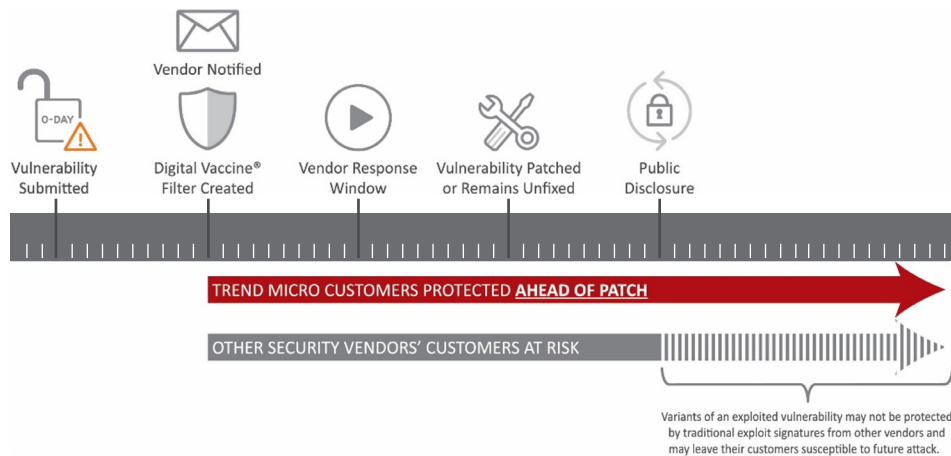 Vendor Notified
0-DAY
Vulnerability
Submitted
Digital Vaccine®
Filter Created
Vendor Response
Window
Vulnerability Patched
or Remains Unfixed
Public
Disclosure
TREND MICRO CUSTOMERS PROTECTED AHEAD OF PATCH
OTHER SECURITY VENDORS' CUSTOMERS AT RISK
Variants of an exploited vulnerability may not be protected
by traditional exploit signatures from other vendors and
may leave their customers susceptible to future attack.